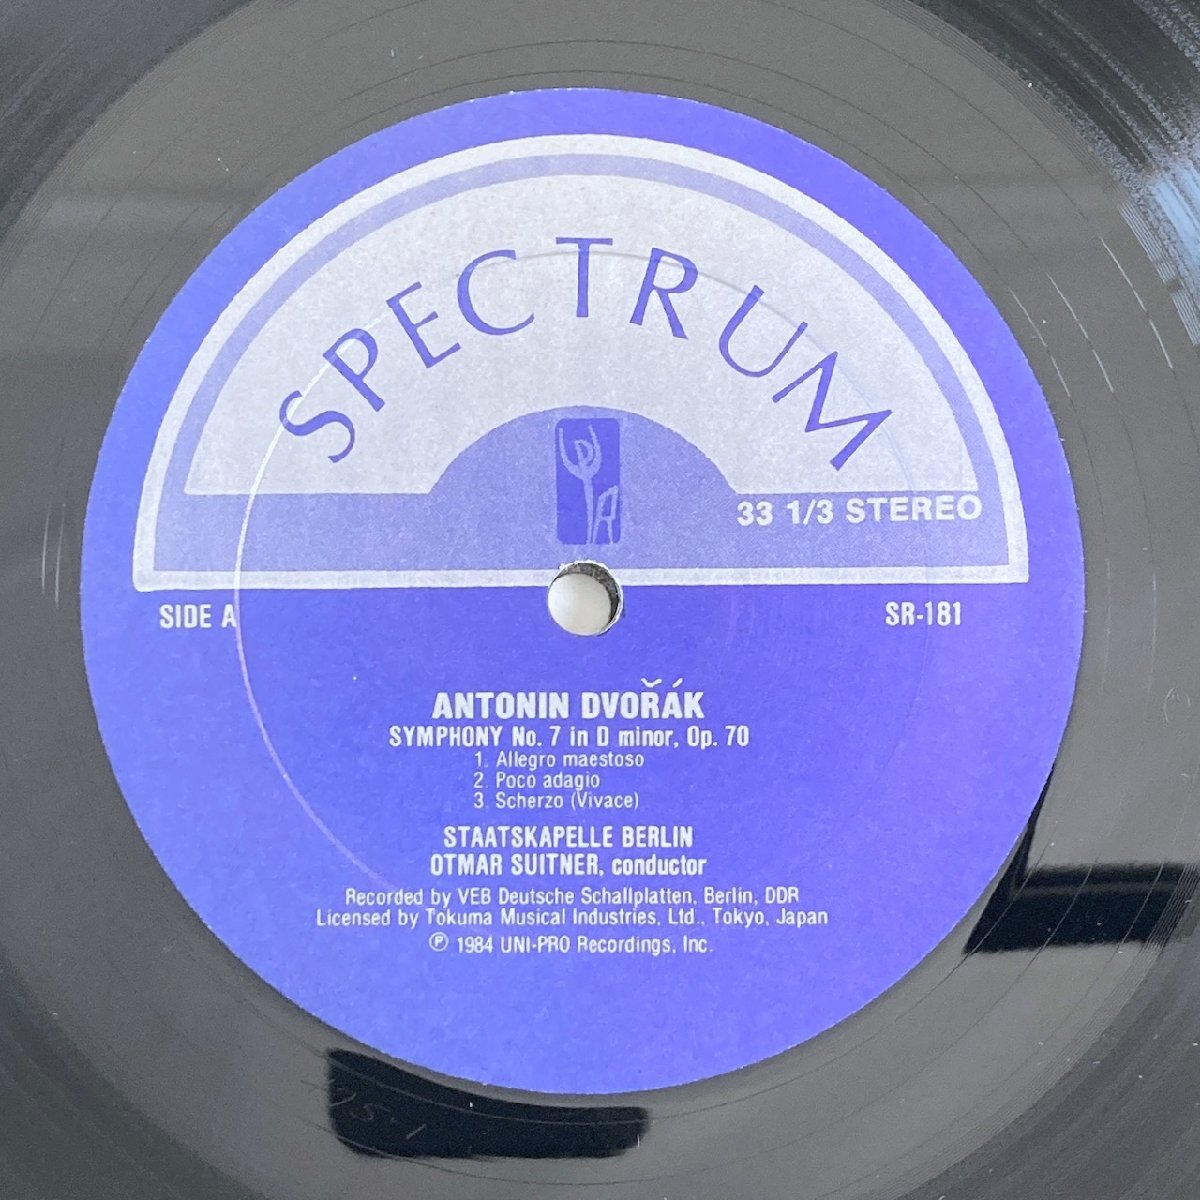 SPECTRUM
33 1/3 STEREO
SIDE A
SR-181
ANTONIN DVOŘÁK
SYMPHONY No. 7 in D minor, Op. 70
1. Allegro maestoso
2. Poco adagio
3. Scherzo (Vivace)
STAATSKAPELLE BERLIN
OTMAR SUITNER, conductor
Recorded by VEB Deutsche Schallplatten, Berlin, DDR
Licensed by Tokuma Musical Industries, Ltd., Tokyo, Japan
℗ 1984 UNI-PRO Recordings, Inc.